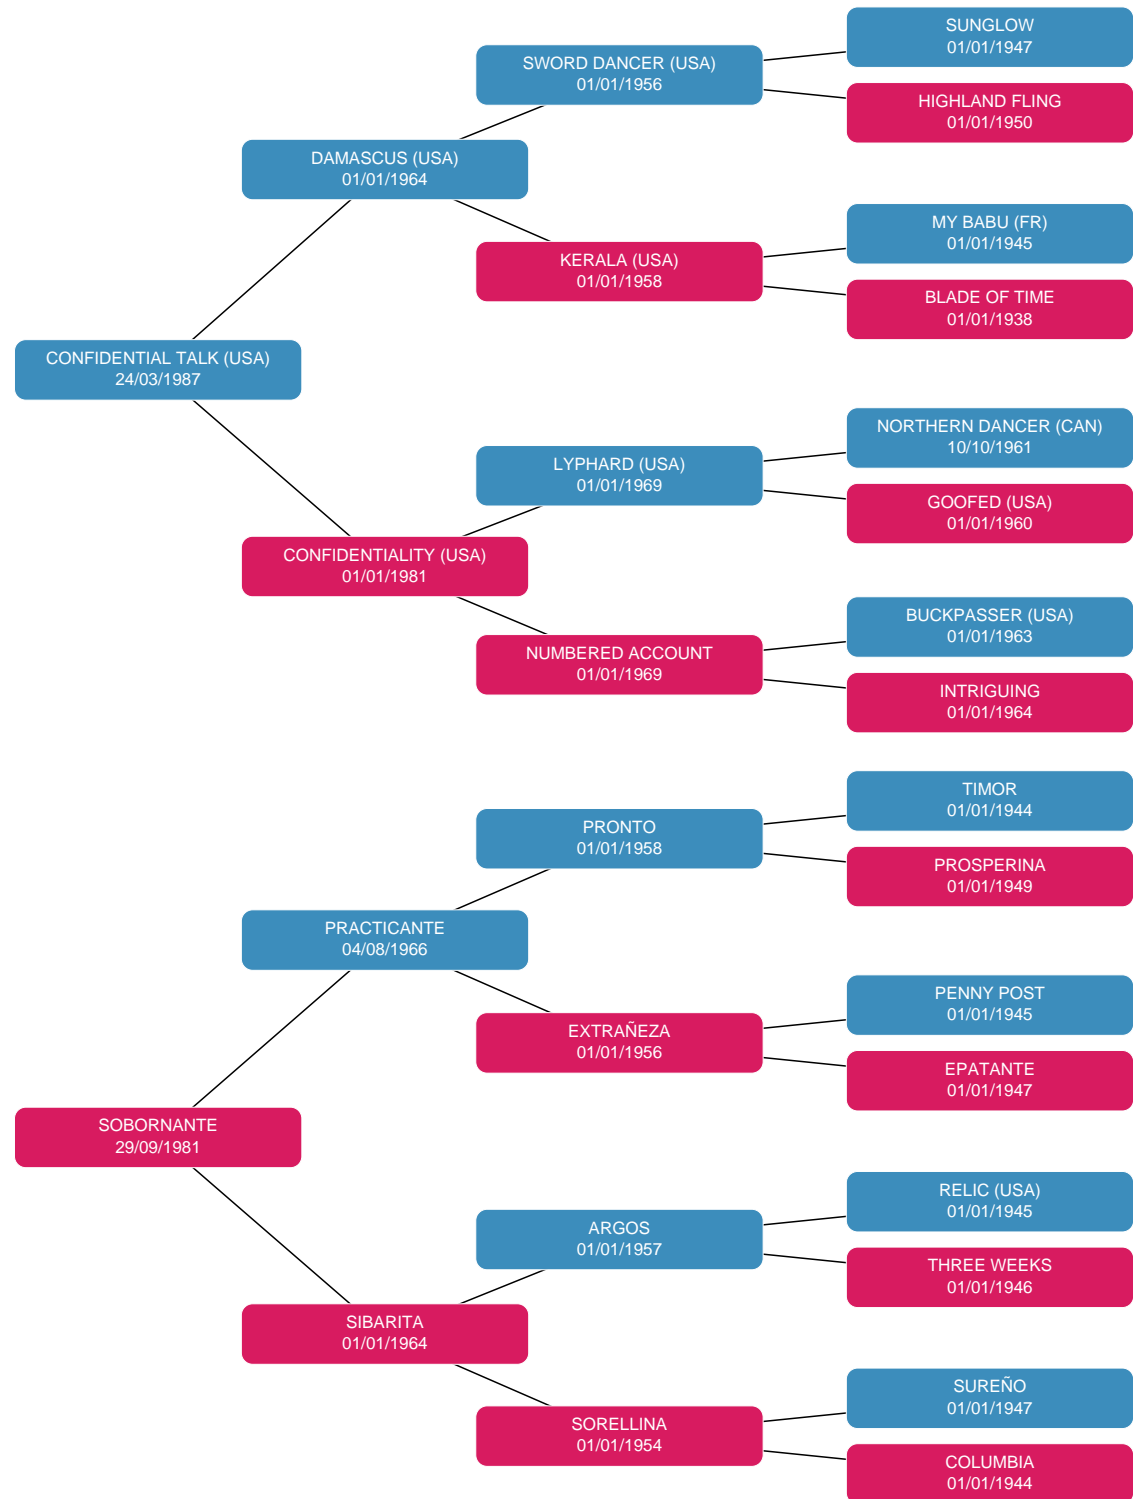 SUNGLOW
01/01/1947
SWORD DANCER (USA)
01/01/1956
HIGHLAND FLING
01/01/1950
DAMASCUS (USA)
01/01/1964
MY BABU (FR)
01/01/1945
KERALA (USA)
01/01/1958
BLADE OF TIME
01/01/1938
CONFIDENTIAL TALK (USA)
24/03/1987
NORTHERN DANCER (CAN)
10/10/1961
LYPHARD (USA)
01/01/1969
GOOFED (USA)
01/01/1960
CONFIDENTIALITY (USA)
01/01/1981
BUCKPASSER (USA)
01/01/1963
NUMBERED ACCOUNT
01/01/1969
INTRIGUING
01/01/1964
TIMOR
01/01/1944
PRONTO
01/01/1958
PROSPERINA
01/01/1949
PRACTICANTE
04/08/1966
PENNY POST
01/01/1945
EXTRAÑEZA
01/01/1956
EPATANTE
01/01/1947
SOBORNANTE
29/09/1981
RELIC (USA)
01/01/1945
ARGOS
01/01/1957
THREE WEEKS
01/01/1946
SIBARITA
01/01/1964
SUREÑO
01/01/1947
SORELLINA
01/01/1954
COLUMBIA
01/01/1944